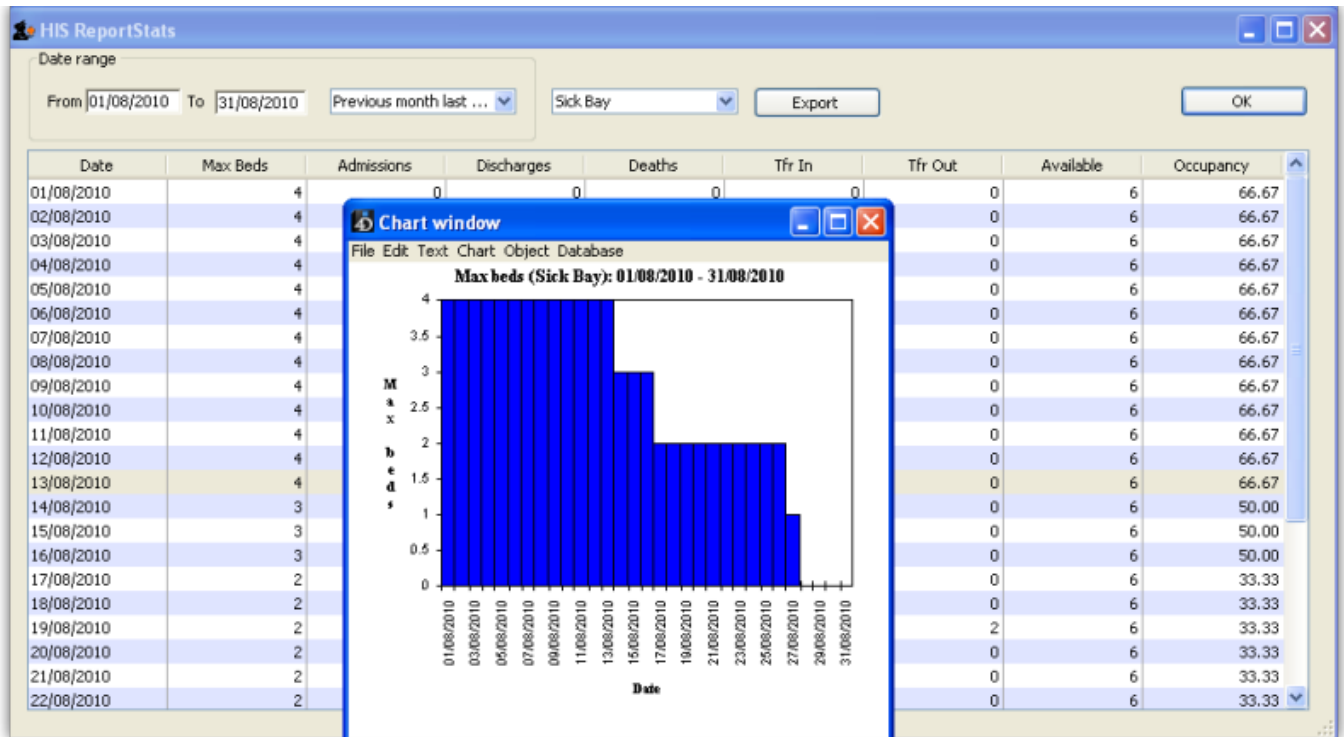 HIS ReportStats
Date range
From 01/08/2010 To 31/08/2010 Previous month last ... Sick Bay Export OK
Date Max Beds Admissions Discharges Deaths Tfr In Tfr Out Available Occupancy
01/08/2010 4 0 0 0 0 0 6 66.67
02/08/2010 4 0 6 66.67
03/08/2010 4 0 6 66.67
04/08/2010 4 0 6 66.67
05/08/2010 4 0 6 66.67
06/08/2010 4 0 6 66.67
07/08/2010 4 0 6 66.67
08/08/2010 4 0 6 66.67
09/08/2010 4 0 6 66.67
10/08/2010 4 0 6 66.67
11/08/2010 4 0 6 66.67
12/08/2010 4 0 6 66.67
13/08/2010 4 0 6 66.67
14/08/2010 3 0 6 50.00
15/08/2010 3 0 6 50.00
16/08/2010 3 0 6 50.00
17/08/2010 2 0 6 33.33
18/08/2010 2 0 6 33.33
19/08/2010 2 2 6 33.33
20/08/2010 2 0 6 33.33
21/08/2010 2 0 6 33.33
22/08/2010 2 0 6 33.33
Chart window
File Edit Text Chart Object Database
Max beds (Sick Bay): 01/08/2010 - 31/08/2010
4
3.5
3
2.5
2
1.5
1
0.5
0
Max beds
01/08/2010
03/08/2010
05/08/2010
07/08/2010
09/08/2010
11/08/2010
13/08/2010
15/08/2010
17/08/2010
19/08/2010
21/08/2010
23/08/2010
25/08/2010
27/08/2010
29/08/2010
31/08/2010
Date